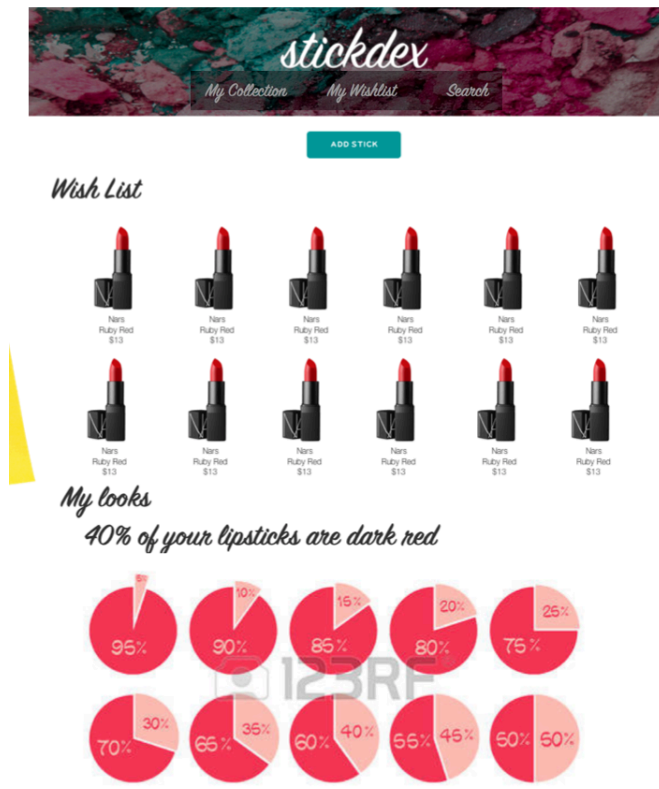 stickdex
My Collection My Wishlist Search
ADD STICK
Wish List
Nars Nars Nars Nars Nars Nars
Ruby Red Ruby Red Ruby Red Ruby Red Ruby Red Ruby Red
$13 $13 $13 $13 $13 $13
Nars Nars Nars Nars Nars Nars
Ruby Red Ruby Red Ruby Red Ruby Red Ruby Red Ruby Red
$13 $13 $13 $13 $13 $13
My looks
40% of your lipsticks are dark red
5% 10% 15% 20% 25%
95% 90% 85% 80% 75%
123RF
30% 35% 40% 45% 50%
70% 65% 60% 55% 50%